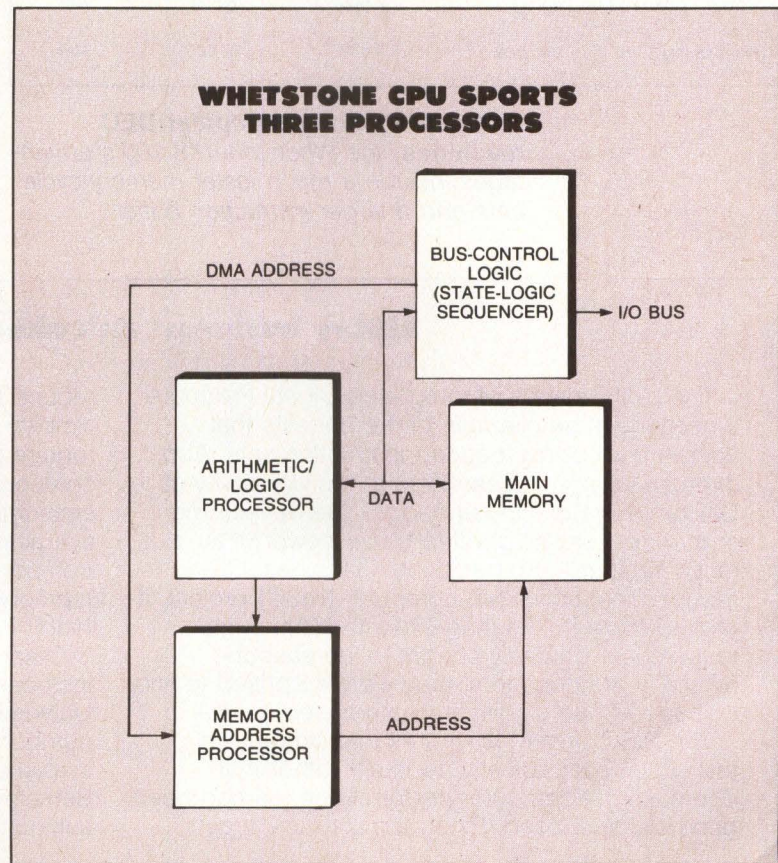 WHETSTONE CPU SPORTS
THREE PROCESSORS
BUS-CONTROL
LOGIC
(STATE-LOGIC
SEQUENCER)
DMA ADDRESS
I/O BUS
ARITHMETIC/
LOGIC
PROCESSOR
DATA
MAIN
MEMORY
MEMORY
ADDRESS
PROCESSOR
ADDRESS